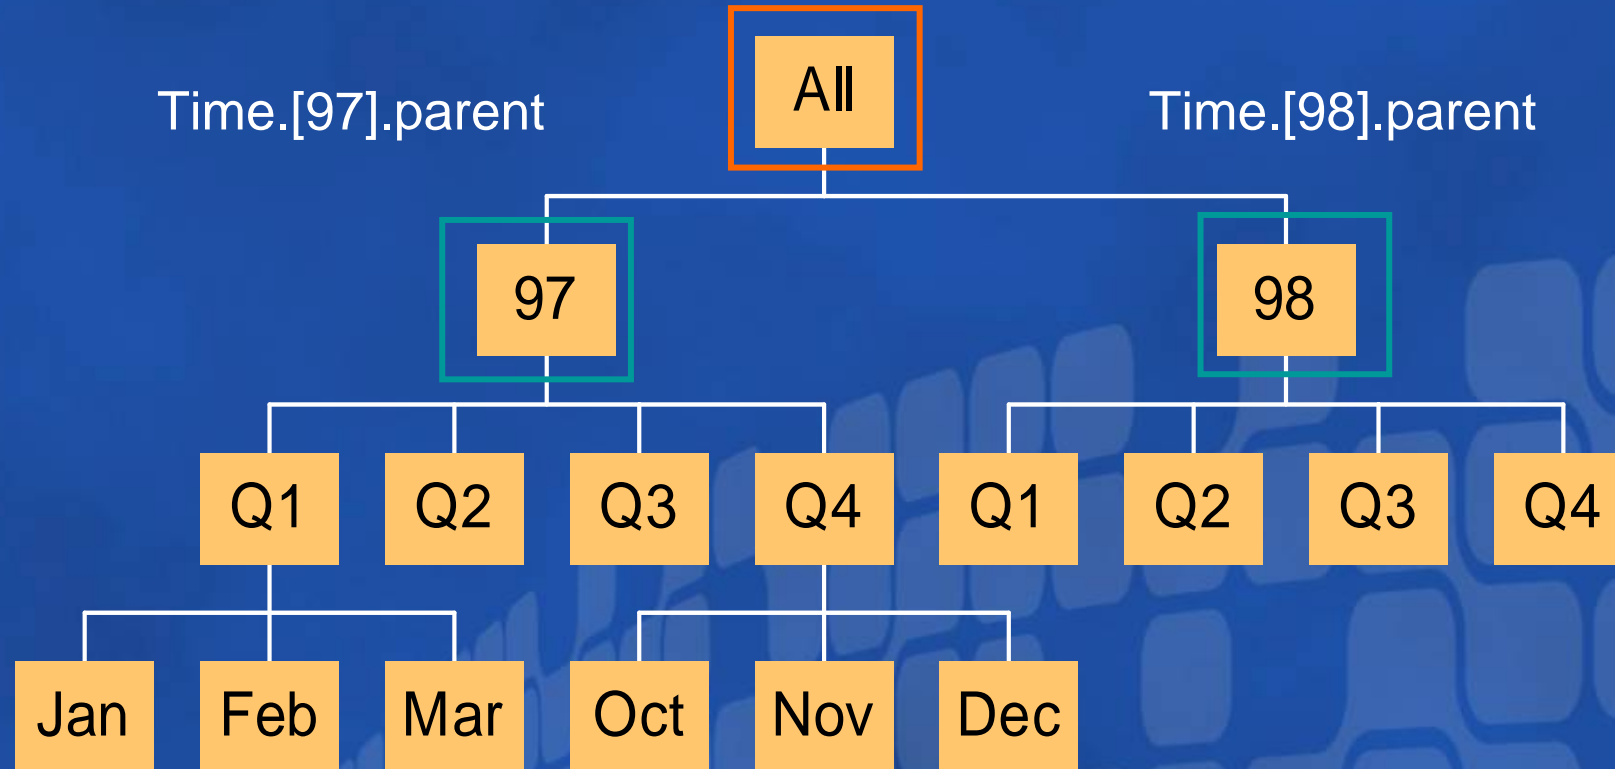 All
Time.[97].parent
Time.[98].parent
97
98
Q1
Q2
Q3
Q4
Q1
Q2
Q3
Q4
Jan
Feb
Mar
Oct
Nov
Dec